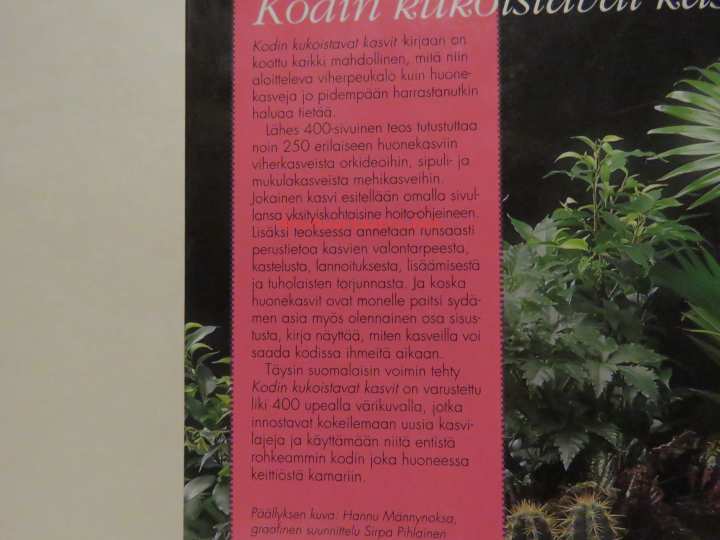 Kodin kukoistavat kas
Kodin kukoistavat kasvit -kirjaan on
koottu kaikki mahdollinen, mitä niin
aloitteleva viherpeukalo kuin huone-
kasveja jo pidempään harrastanutkin
haluaa tietää.
Lähes 400-sivuinen teos tutustuttaa
noin 250 erilaiseen huonekasviin
viherkasveista orkideoihin, sipuli- ja
mukulakasveista mehikasveihin.
Jokainen kasvi esitellään omalla sivul-
lansa yksityiskohtaisine hoito-ohjeineen.
Lisäksi teoksessa annetaan runsaasti
perustietoa kasvien valontarpeesta,
kastelusta, lannoituksesta, lisäämisestä
ja tuholaisten torjunnasta. Ja koska
huonekasvit ovat monelle paitsi sydä-
men asia myös olennainen osa sisus-
tusta, kirja näyttää, miten kasveilla voi
saada kodissa ihmeitä aikaan.
Täysin suomalaisin voimin tehty
Kodin kukoistavat kasvit on varustettu
liki 400 upealla värikuvalla, jotka
innostavat kokeilemaan uusia kasvi-
lajeja ja käyttämään niitä entistä
rohkeammin kodin joka huoneessa
keittiöstä kamariin.
Päällyksen kuva: Hannu Männynoksa,
graafinen suunnittelu Sirpa Pihlainen